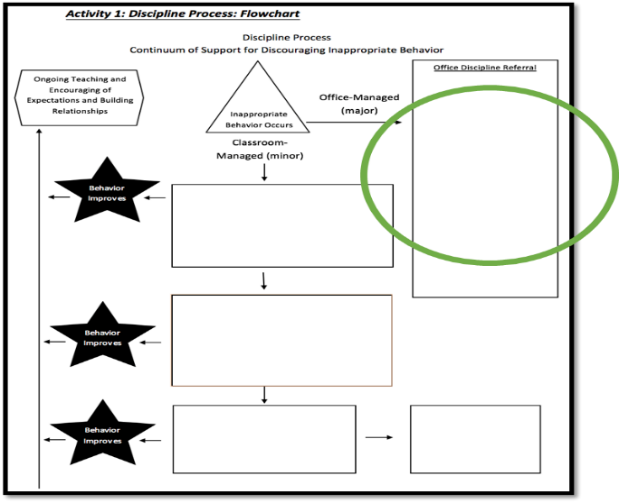 Activity 1: Discipline Process: Flowchart
Discipline Process
Continuum of Support for Discouraging Inappropriate Behavior
Ongoing Teaching and
Encouraging of
Expectations and Building
Relationships
Inappropriate
Behavior Occurs
Office-Managed
(major)
Office Discipline Referral
Classroom-
Managed (minor)
Behavior
Improves
Behavior
Improves
Behavior
Improves